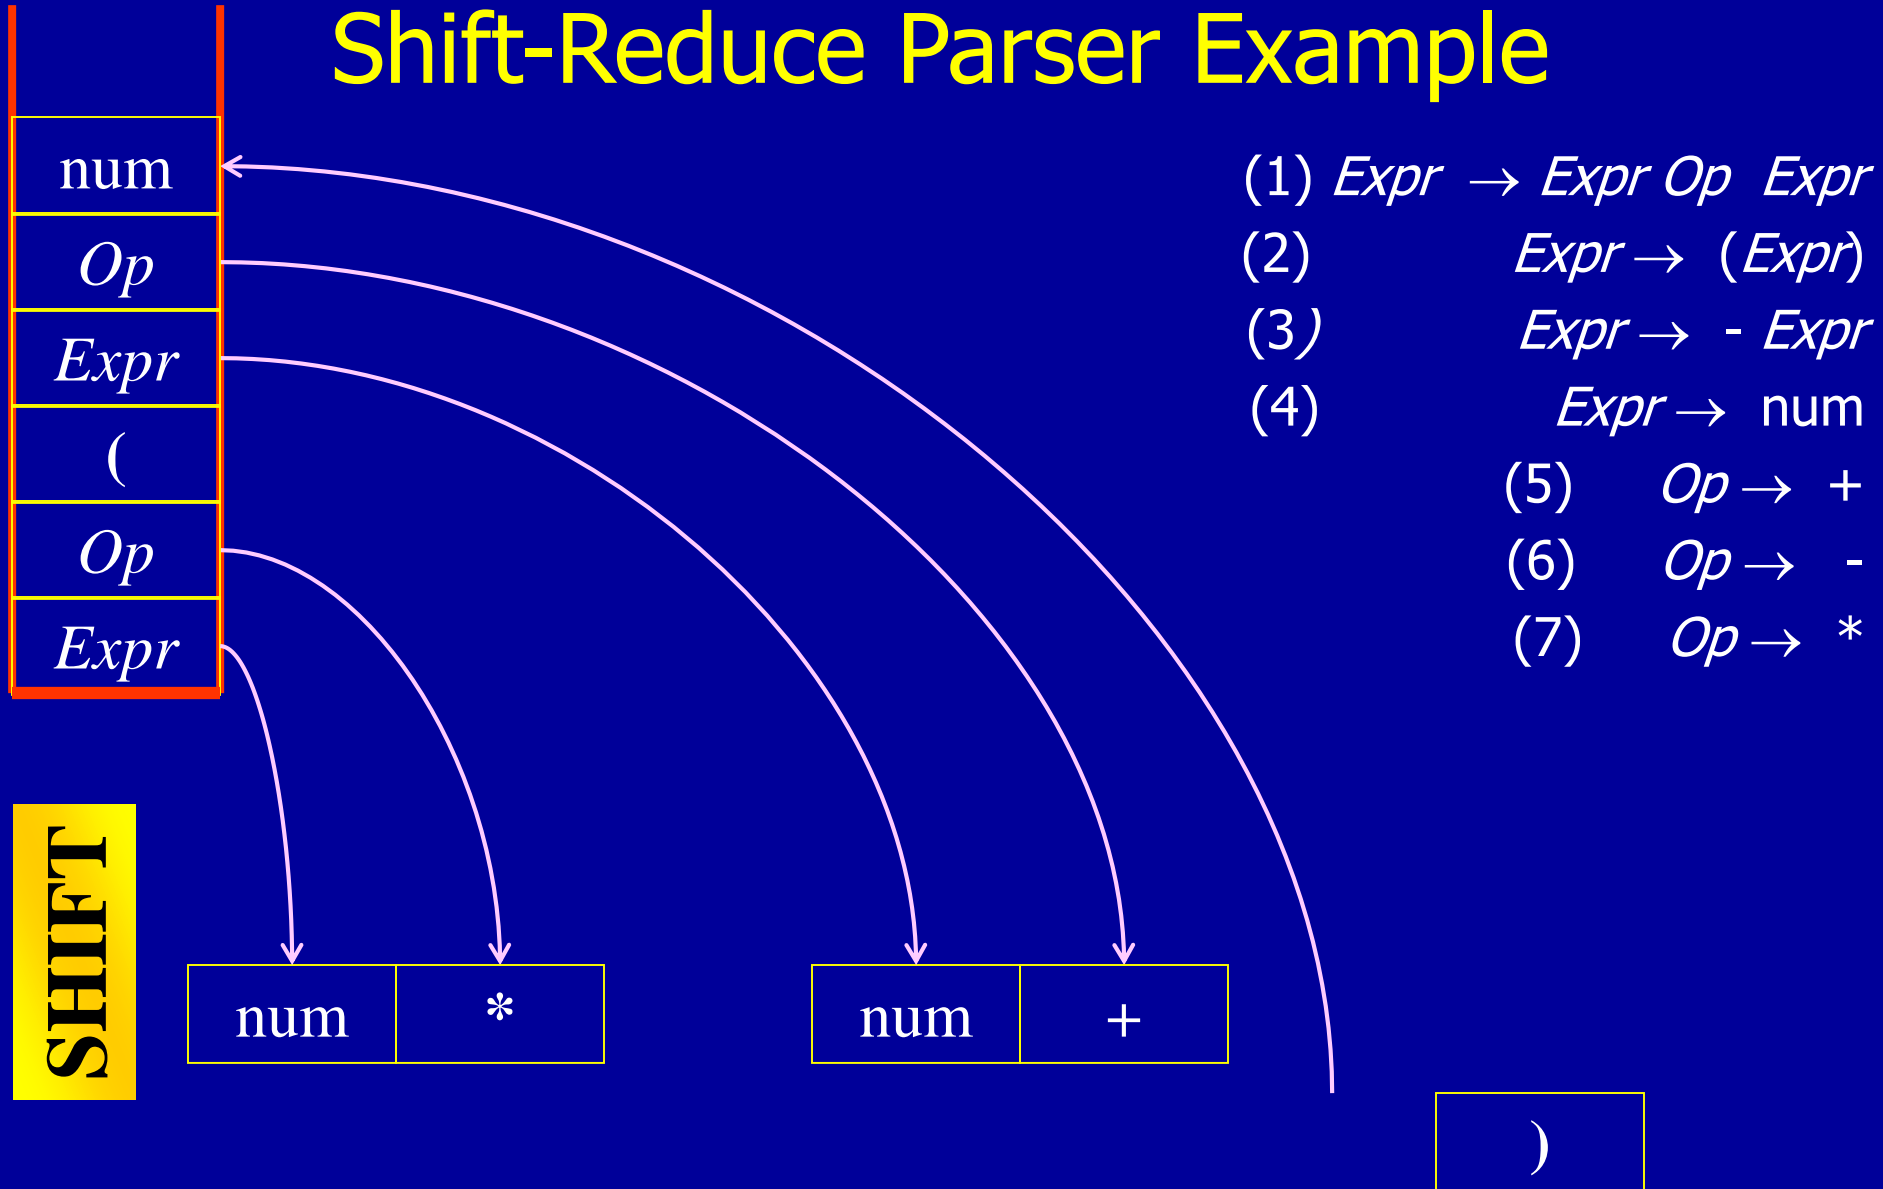 Shift-Reduce Parser Example
num
Op
Expr
(
Op
Expr
(1) Expr → Expr Op Expr
(2) Expr → (Expr)
(3) Expr → - Expr
(4) Expr → num
(5) Op → +
(6) Op → -
(7) Op → *
SHIFT
num * num +
)